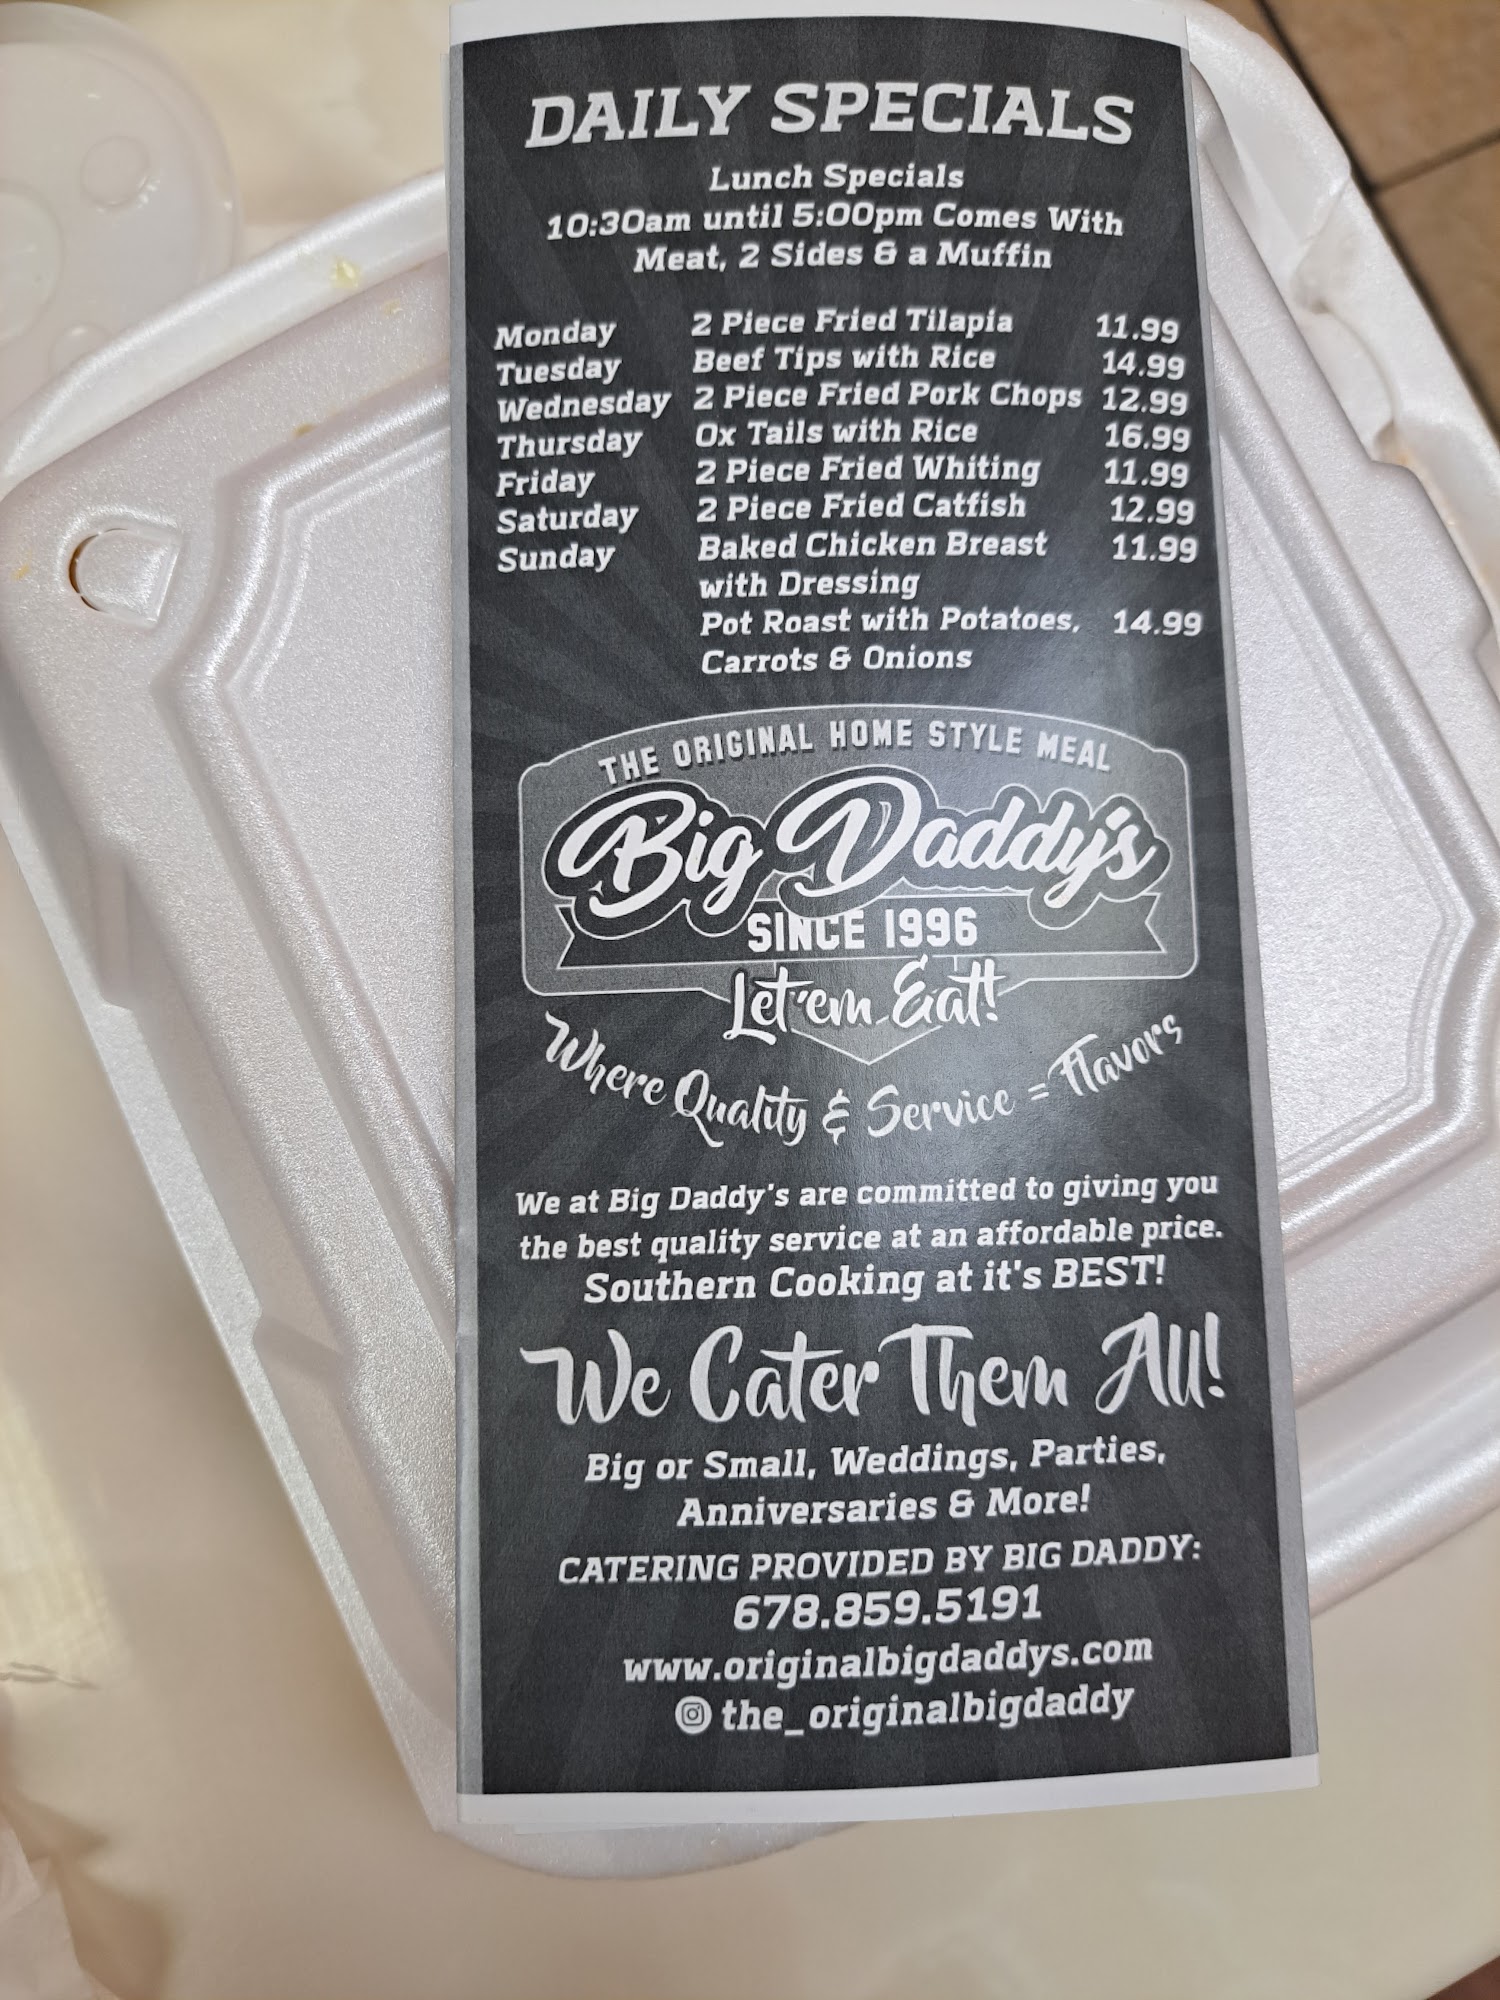 DAILY SPECIALS
Lunch Specials
10:30am until 5:00pm Comes With
Meat, 2 Sides & a Muffin
Monday 2 Piece Fried Tilapia 11.99
Tuesday Beef Tips with Rice 14.99
Wednesday 2 Piece Fried Pork Chops 12.99
Thursday Ox Tails with Rice 16.99
Friday 2 Piece Fried Whiting 11.99
Saturday 2 Piece Fried Catfish 12.99
Sunday Baked Chicken Breast 11.99
with Dressing
Pot Roast with Potatoes, 14.99
Carrots & Onions
THE ORIGINAL HOME STYLE MEAL
Big Daddy's
SINCE 1996
Let'em Eat!
Where Quality & Service = Flavors
We at Big Daddy's are committed to giving you
the best quality service at an affordable price.
Southern Cooking at it's BEST!
We Cater Them All!
Big or Small, Weddings, Parties,
Anniversaries & More!
CATERING PROVIDED BY BIG DADDY:
678.859.5191
www.originalbigdaddys.com
the_originalbigdaddy